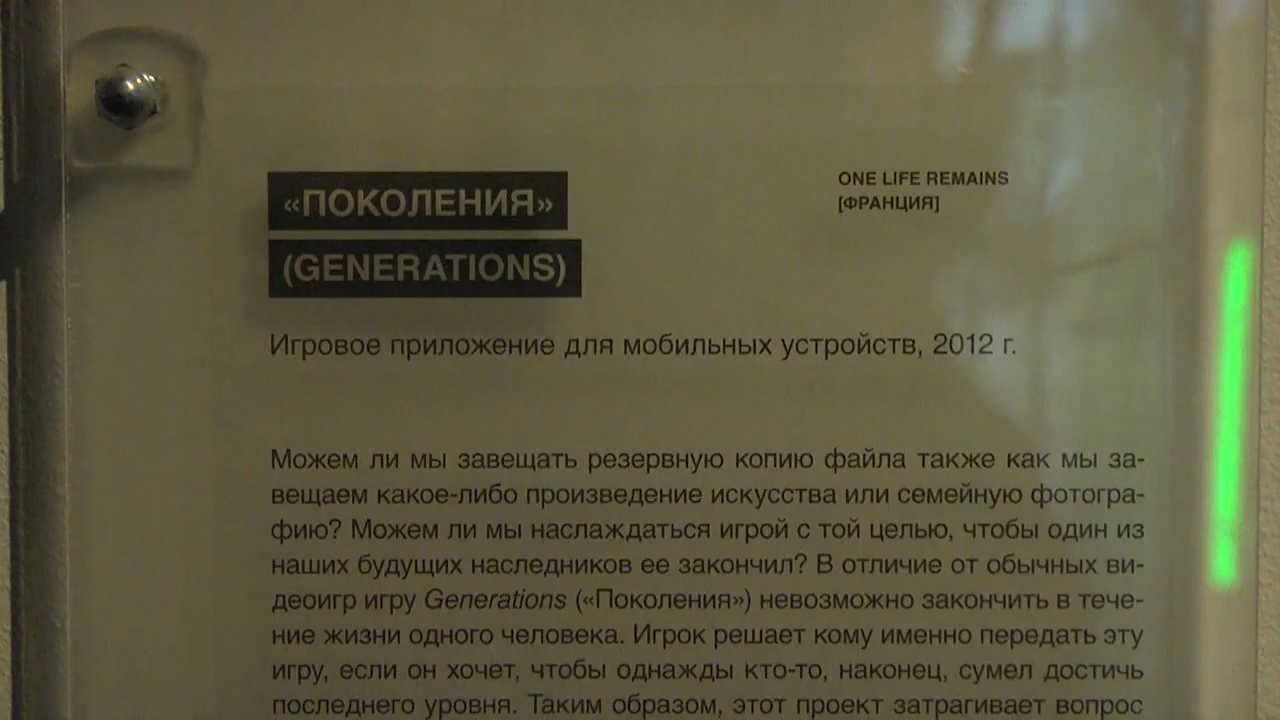 «ПОКОЛЕНИЯ»
(GENERATIONS)
ONE LIFE REMAINS
[ФРАНЦИЯ]
Игровое приложение для мобильных устройств, 2012 г.
Можем ли мы завещать резервную копию файла также как мы за-
вещаем какое-либо произведение искусства или семейную фотогра-
фию? Можем ли мы наслаждаться игрой с той целью, чтобы один из
наших будущих наследников ее закончил? В отличие от обычных ви-
деоигр игру Generations («Поколения») невозможно закончить в тече-
ние жизни одного человека. Игрок решает кому именно передать эту
игру, если он хочет, чтобы однажды кто-то, наконец, сумел достичь
последнего уровня. Таким образом, этот проект затрагивает вопрос